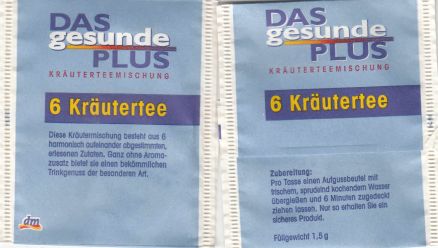 DAS
gesunde
PLUS
KRÄUTERTEEMISCHUNG
6 Kräutertee
Diese Kräutermischung besteht aus 6
harmonisch aufeinander abgestimmten,
erlesenen Zutaten. Ganz ohne Aroma-
zusatz bietet sie einen bekömmlichen
Trinkgenuss der besonderen Art.
dm
DAS
gesunde
PLUS
KRÄUTERTEEMISCHUNG
6 Kräutertee
Zubereitung:
Pro Tasse einen Aufgussbeutel mit
frischem, sprudelnd kochendem Wasser
übergießen und 6 Minuten zugedeckt
ziehen lassen. Nur so erhalten Sie ein
sicheres Produkt.
Füllgewicht 1,5 g